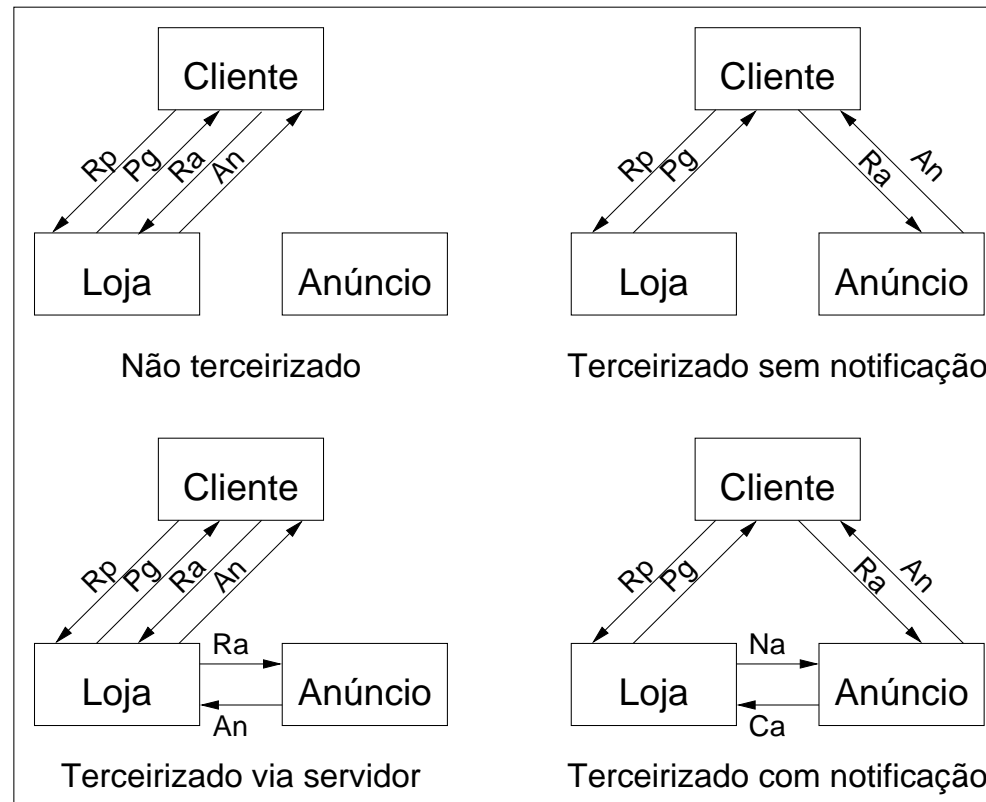 Cliente
Rp
Pg
Ra
An
Loja
Anúncio
Não terceirizado
Cliente
Rp
Pg
Ra
An
Loja
Anúncio
Terceirizado sem notificação
Cliente
Rp
Pg
Ra
An
Loja
Ra
An
Anúncio
Terceirizado via servidor
Cliente
Rp
Pg
Ra
An
Loja
Na
Ca
Anúncio
Terceirizado com notificação